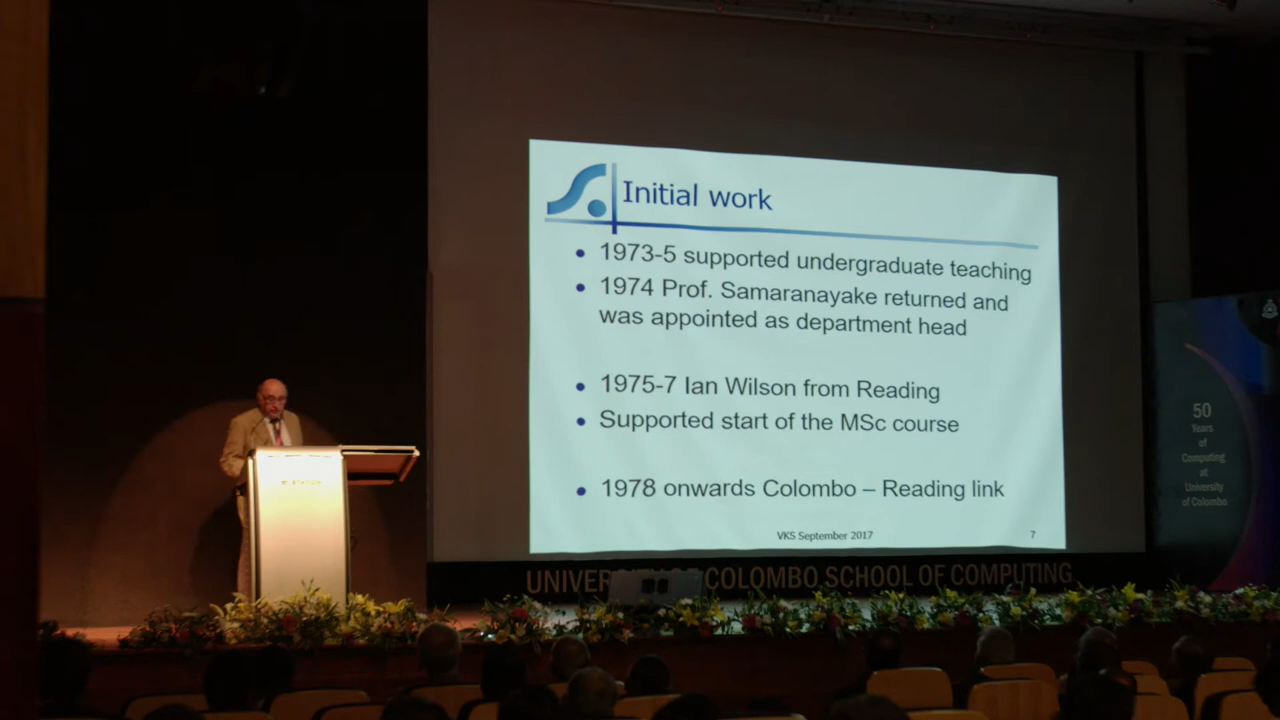 Initial work
1973-5 supported undergraduate teaching
1974 Prof. Samaranayake returned and
was appointed as department head
1975-7 Ian Wilson from Reading
Supported start of the MSc course
1978 onwards Colombo – Reading link
VKS September 2017
7
50
Years
of
Computing
at
University
of Colombo
COLOMBO SCHOOL OF COMPUTING